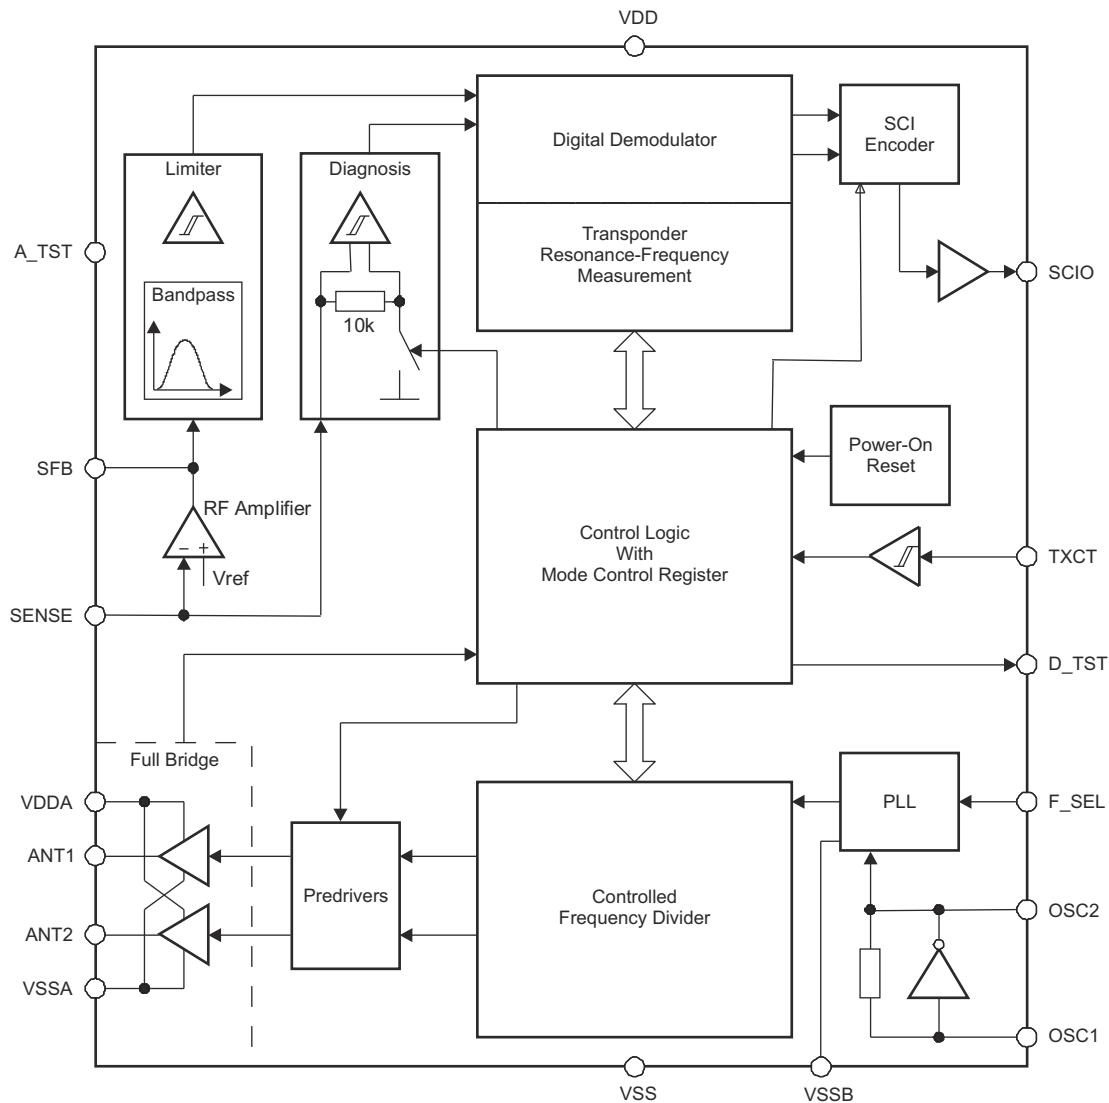 VDD
SCI
Encoder
Digital Demodulator
Limiter
Diagnosis
A_TST
Transponder
Resonance-Frequency
Measurement
SCIO
Bandpass
10k
Power-On
Reset
SFB
RF Amplifier
Control Logic
With
Mode Control Register
TXCT
– +
Vref
SENSE
D_TST
Full Bridge
VDDA
PLL
F_SEL
ANT1
Predrivers
Controlled
Frequency Divider
OSC2
ANT2
VSSA
OSC1
VSS
VSSB